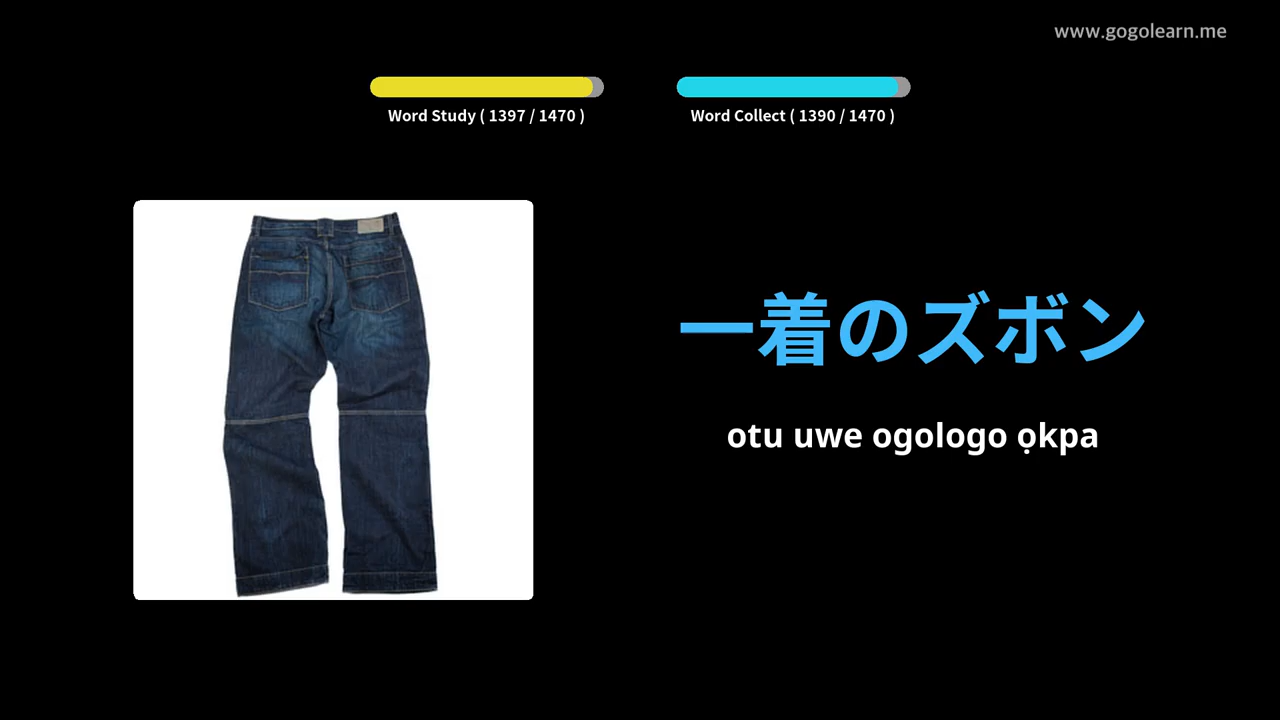 www.gogolearn.me
Word Study ( 1397 / 1470 )
Word Collect ( 1390 / 1470 )
一着のズボン
otu uwe ogologo ọkpa